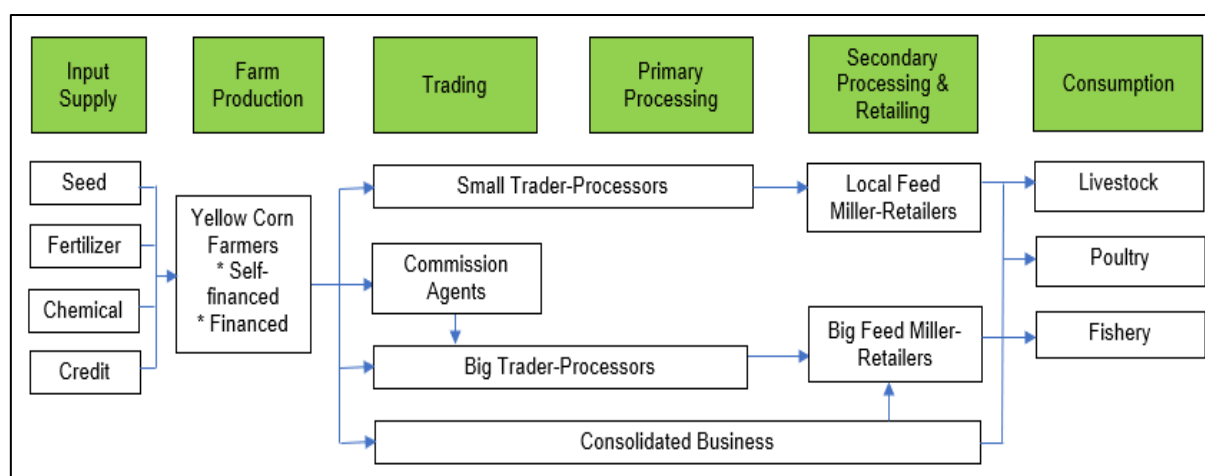 Input
Supply
Farm
Production
Trading
Primary
Processing
Secondary
Processing &
Retailing
Consumption
Seed
Fertilizer
Chemical
Credit
Yellow Corn
Farmers
* Self-
financed
* Financed
Small Trader-Processors
Commission
Agents
Big Trader-Processors
Consolidated Business
Local Feed
Miller-Retailers
Big Feed Miller-
Retailers
Livestock
Poultry
Fishery